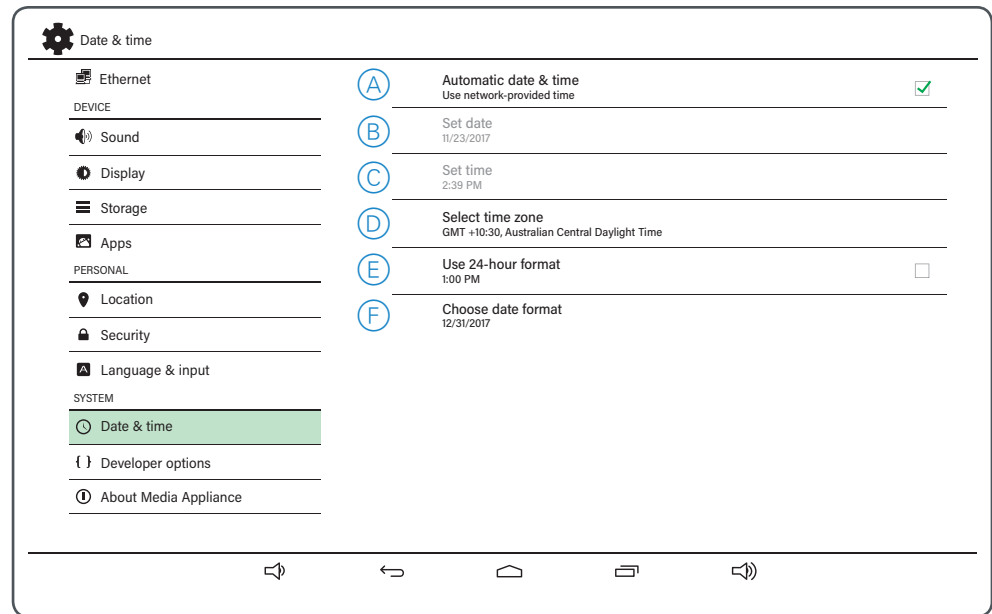 Date & time
Ethernet
DEVICE
Sound
Display
Storage
Apps
PERSONAL
Location
Security
A Language & input
SYSTEM
Date & time
{ } Developer options
About Media Appliance
A Automatic date & time
Use network-provided time
B Set date
11/23/2017
C Set time
2:39 PM
D Select time zone
GMT +10:30, Australian Central Daylight Time
E Use 24-hour format
1:00 PM
F Choose date format
12/31/2017